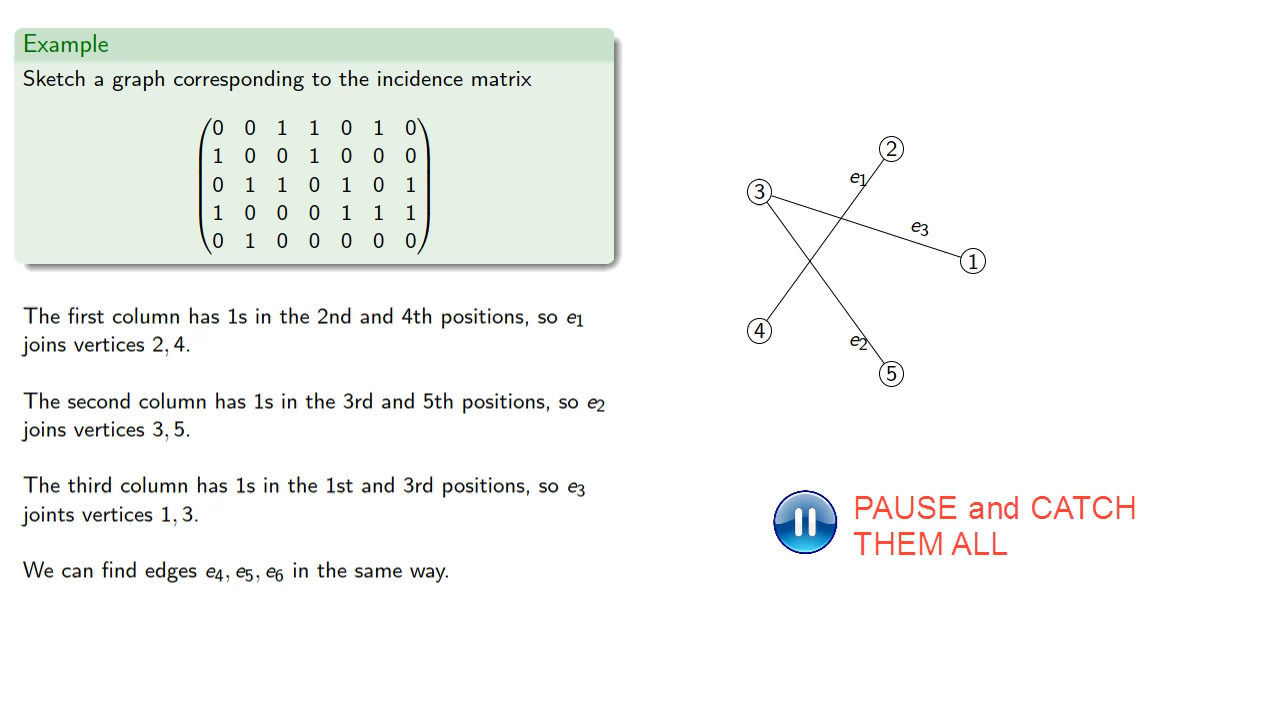 Example
Sketch a graph corresponding to the incidence matrix
0 0 1 1 0 1 0
1 0 0 1 0 0 0
0 1 1 0 1 0 1
1 0 0 0 1 1 1
0 1 0 0 0 0 0
The first column has 1s in the 2nd and 4th positions, so e1
joins vertices 2, 4.
The second column has 1s in the 3rd and 5th positions, so e2
joins vertices 3, 5.
The third column has 1s in the 1st and 3rd positions, so e3
joints vertices 1, 3.
We can find edges e4, e5, e6 in the same way.
2
e1
3
e3
1
4
e2
5
PAUSE and CATCH
THEM ALL